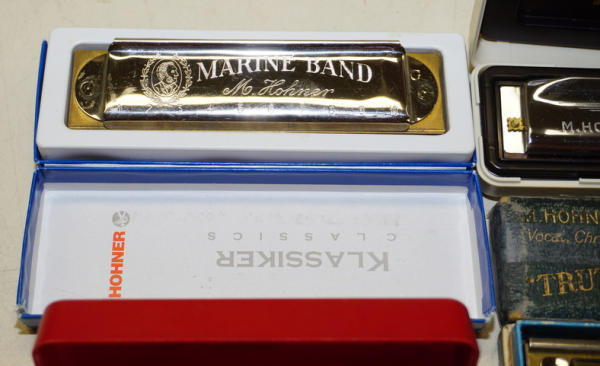 MARINE BAND
M. Hohner
G
KLASSIKER
CLASSICS
HOHNER
M.HO
M.HOHN
(Vocal. Chr
"TRU